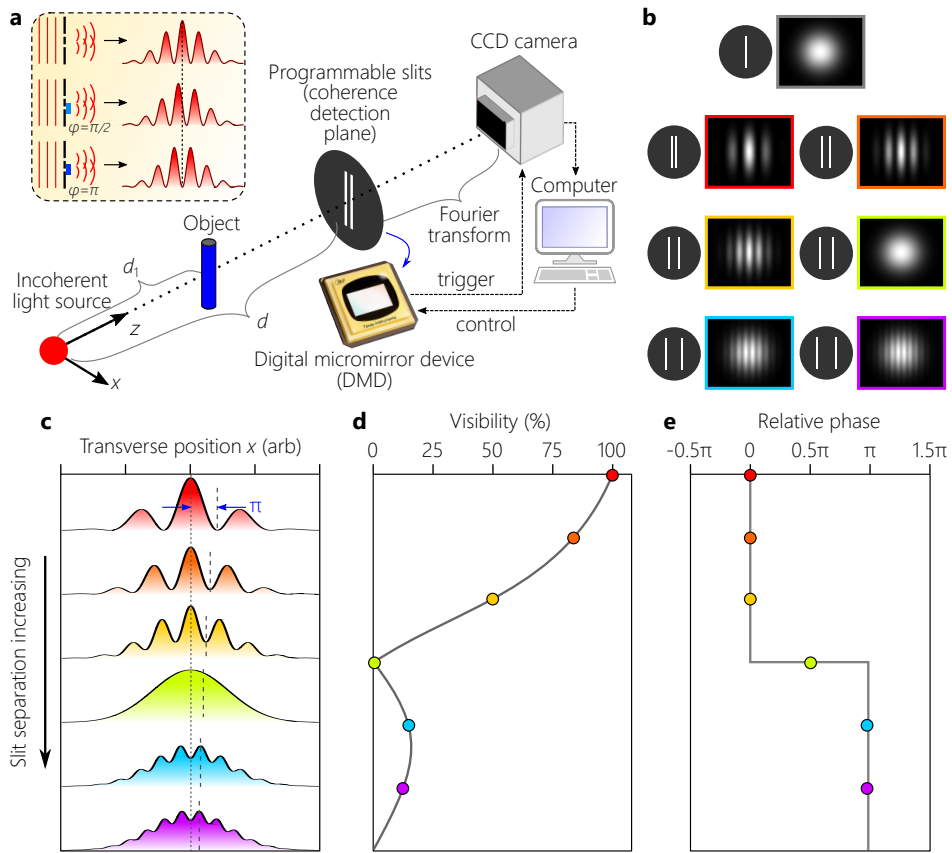 a
φ=π/2
φ=π
Programmable slits
(coherence
detection
plane)
CCD camera
Computer
Fourier
transform
trigger
control
Object
d1
Incoherent
light source
z
d
x
Digital micromirror device
(DMD)
b
c
Transverse position x (arb)
π
Slit separation increasing
d
Visibility (%)
0 25 50 75 100
e
Relative phase
-0.5π 0 0.5π π 1.5π